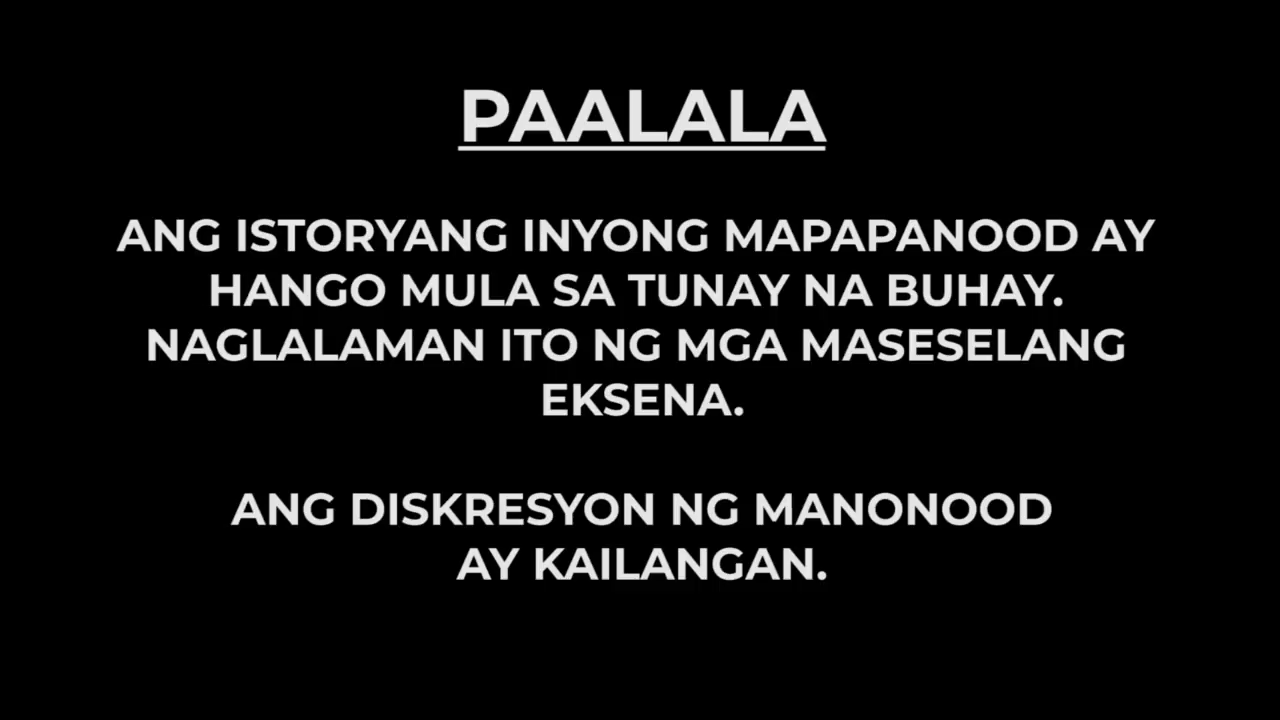 PAALALA
ANG ISTORYANG INYONG MAPAPANOOD AY
HANGO MULA SA TUNAY NA BUHAY.
NAGLALAMAN ITO NG MGA MASESELANG
EKSENA.
ANG DISKRESYON NG MANONOOD
AY KAILANGAN.